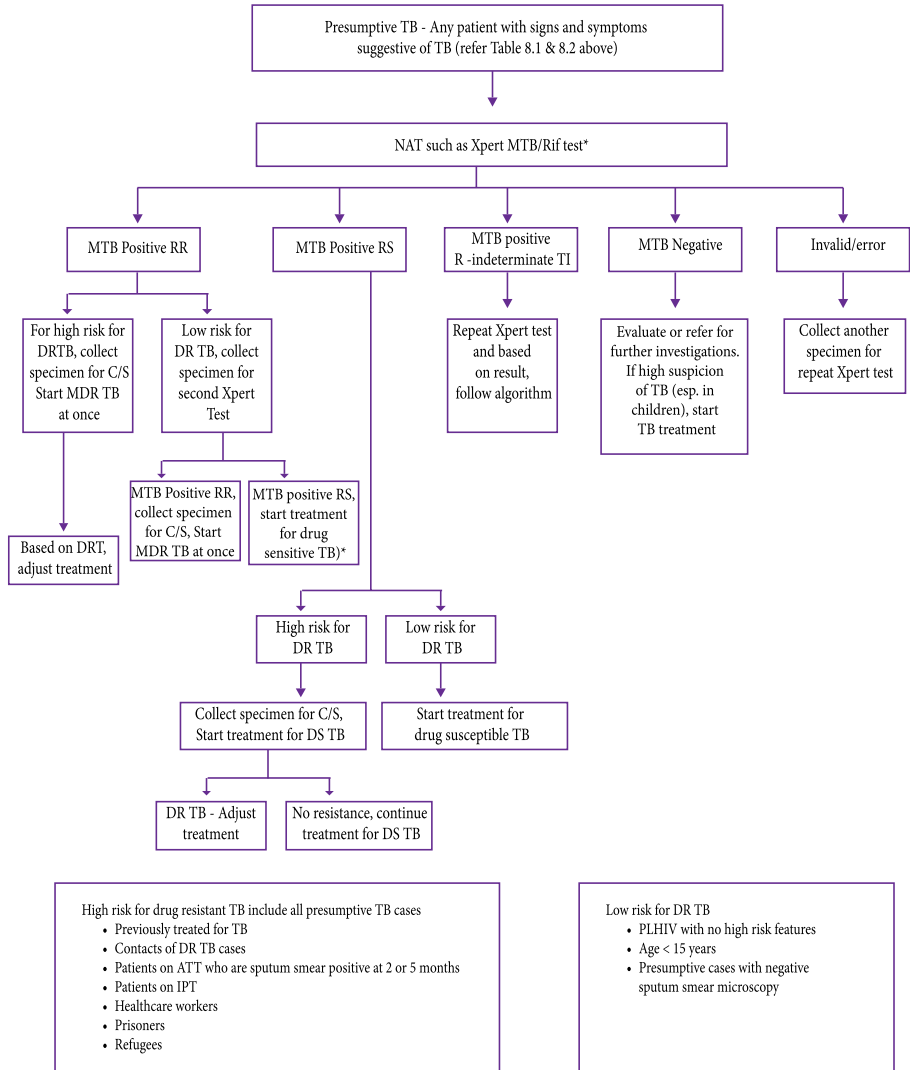 Presumptive TB - Any patient with signs and symptoms
suggestive of TB (refer Table 8.1 & 8.2 above)
NAT such as Xpert MTB/Rif test*
MTB Positive RR
MTB Positive RS
MTB positive
R -indeterminate TI
MTB Negative
Invalid/error
For high risk for
DRTB, collect
specimen for C/S
Start MDR TB
at once
Low risk for
DR TB, collect
specimen for
second Xpert
Test
Repeat Xpert test
and based
on result,
follow algorithm
Evaluate or refer for
further investigations.
If high suspicion
of TB (esp. in
children), start
TB treatment
Collect another
specimen for
repeat Xpert test
Based on DRT,
adjust treatment
MTB Positive RR,
collect specimen
for C/S, Start
MDR TB at once
MTB positive RS,
start treatment
for drug
sensitive TB)*
High risk for
DR TB
Low risk for
DR TB
Collect specimen for C/S,
Start treatment for DS TB
Start treatment for
drug susceptible TB
DR TB - Adjust
treatment
No resistance, continue
treatment for DS TB
High risk for drug resistant TB include all presumptive TB cases
• Previously treated for TB
• Contacts of DR TB cases
• Patients on ATT who are sputum smear positive at 2 or 5 months
• Patients on IPT
• Healthcare workers
• Prisoners
• Refugees
Low risk for DR TB
• PLHIV with no high risk features
• Age < 15 years
• Presumptive cases with negative
sputum smear microscopy